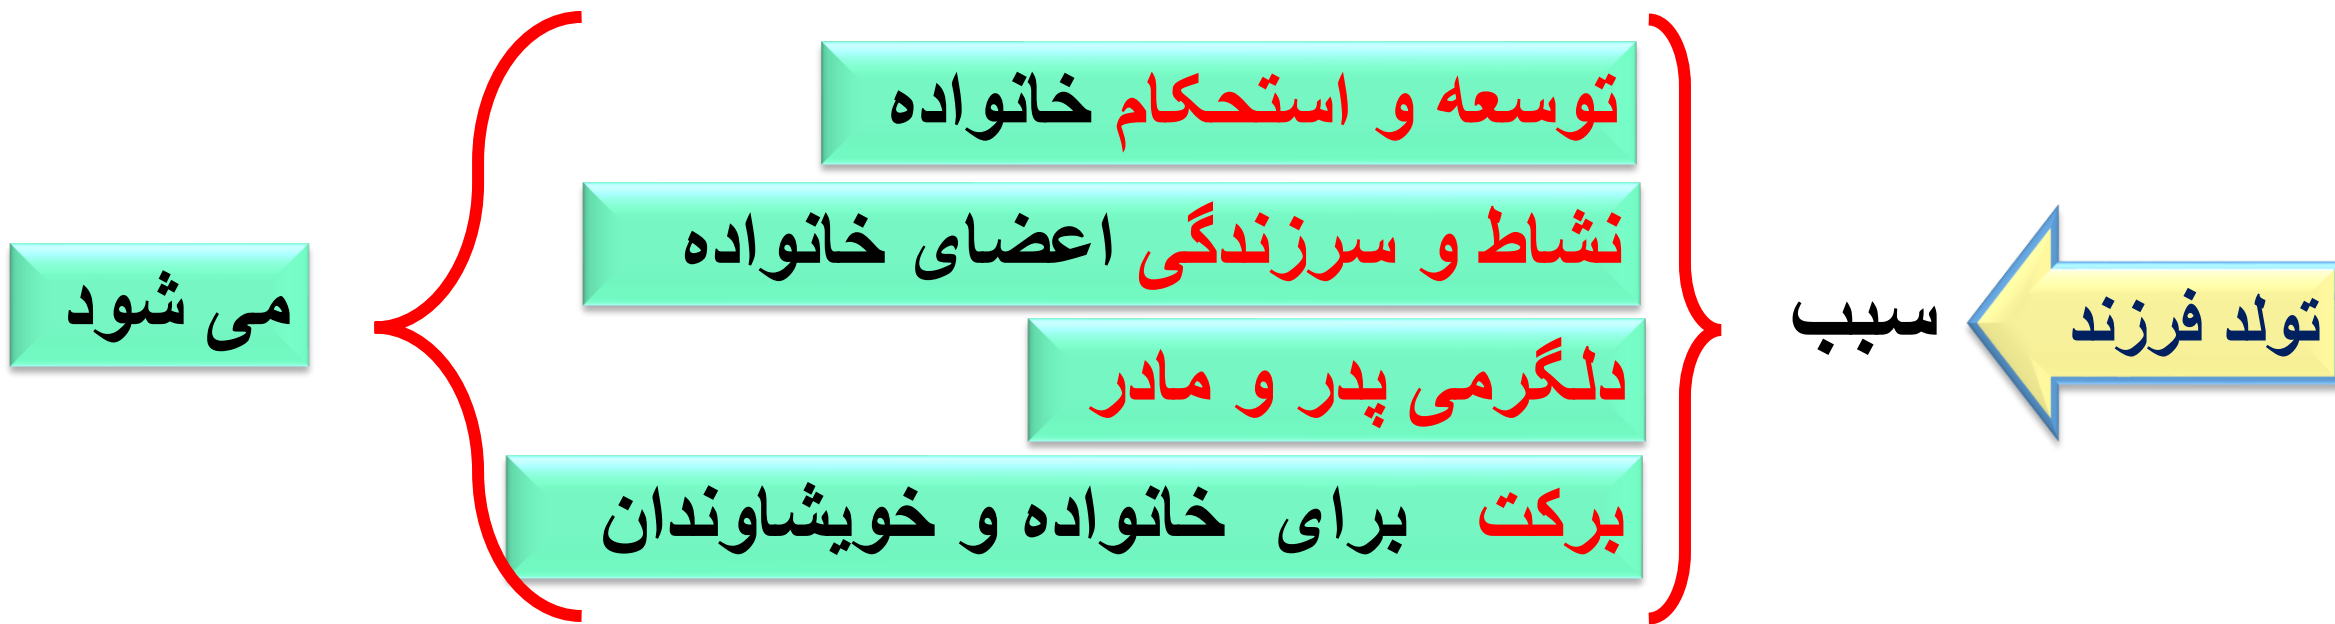 تولد فرزند
سبب
توسعه و استحکام خانواده
نشاط و سرزندگی اعضای خانواده
دلگرمی پدر و مادر
برکت برای خانواده و خویشاوندان
می شود